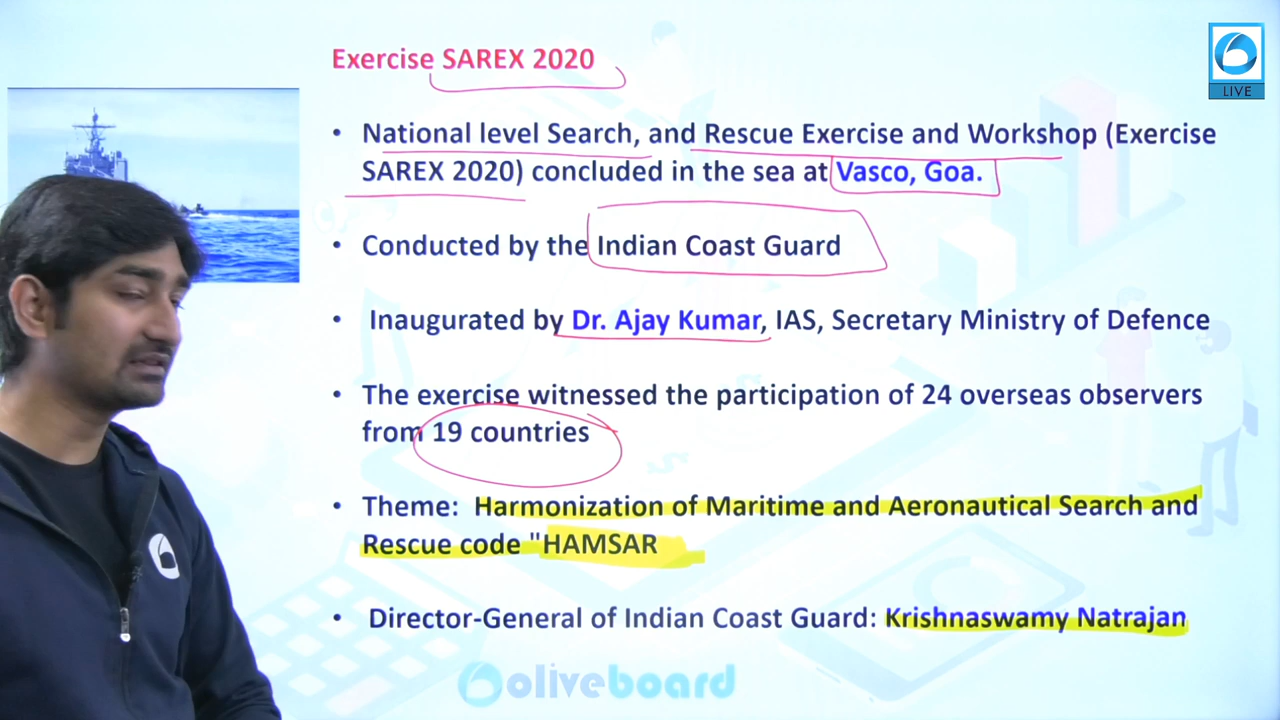 Exercise SAREX 2020
LIVE
• National level Search, and Rescue Exercise and Workshop (Exercise
SAREX 2020) concluded in the sea at Vasco, Goa.
• Conducted by the Indian Coast Guard
• Inaugurated by Dr. Ajay Kumar, IAS, Secretary Ministry of Defence
• The exercise witnessed the participation of 24 overseas observers
from 19 countries
• Theme: Harmonization of Maritime and Aeronautical Search and
Rescue code "HAMSAR
• Director-General of Indian Coast Guard: Krishnaswamy Natrajan
oliveboard